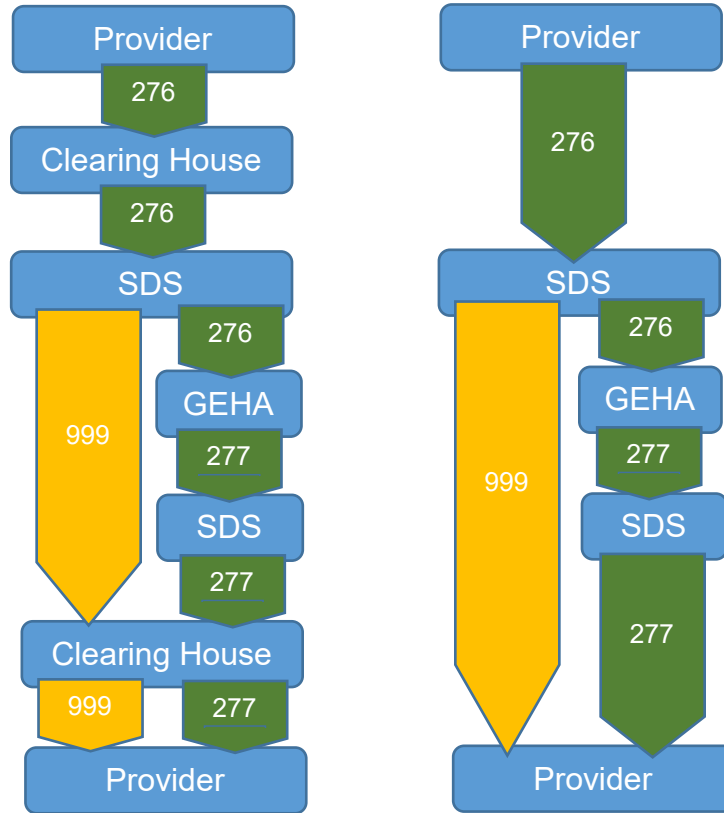 Provider
276
Clearing House
276
SDS
999
276
GEHA
277
SDS
277
Clearing House
999
277
Provider
Provider
276
SDS
999
276
GEHA
277
SDS
277
Provider